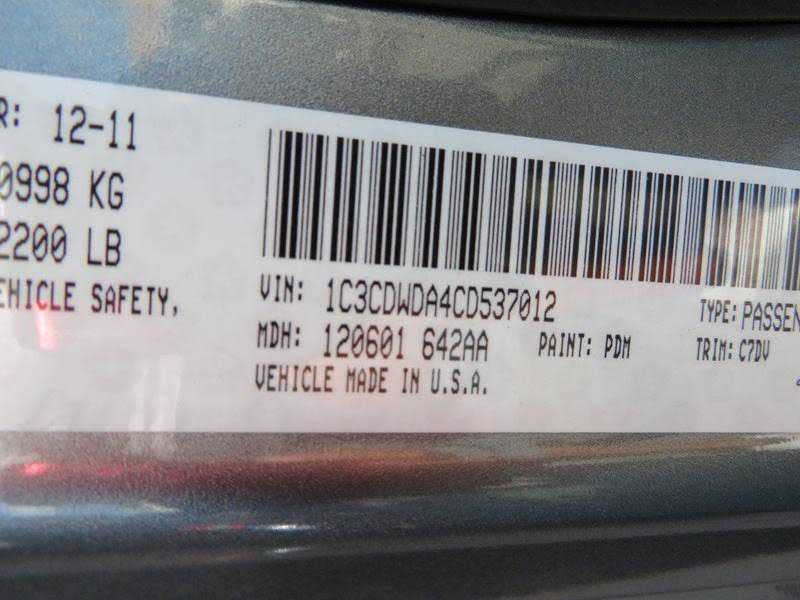 R: 12-11
0998 KG
2200 LB
EHICLE SAFETY,
VIN: 1C3CDWDA4CD537012 TYPE: PASSEN
MDH: 120601 642AA PAINT: PDM TRIM: C7DV
VEHICLE MADE IN U.S.A.